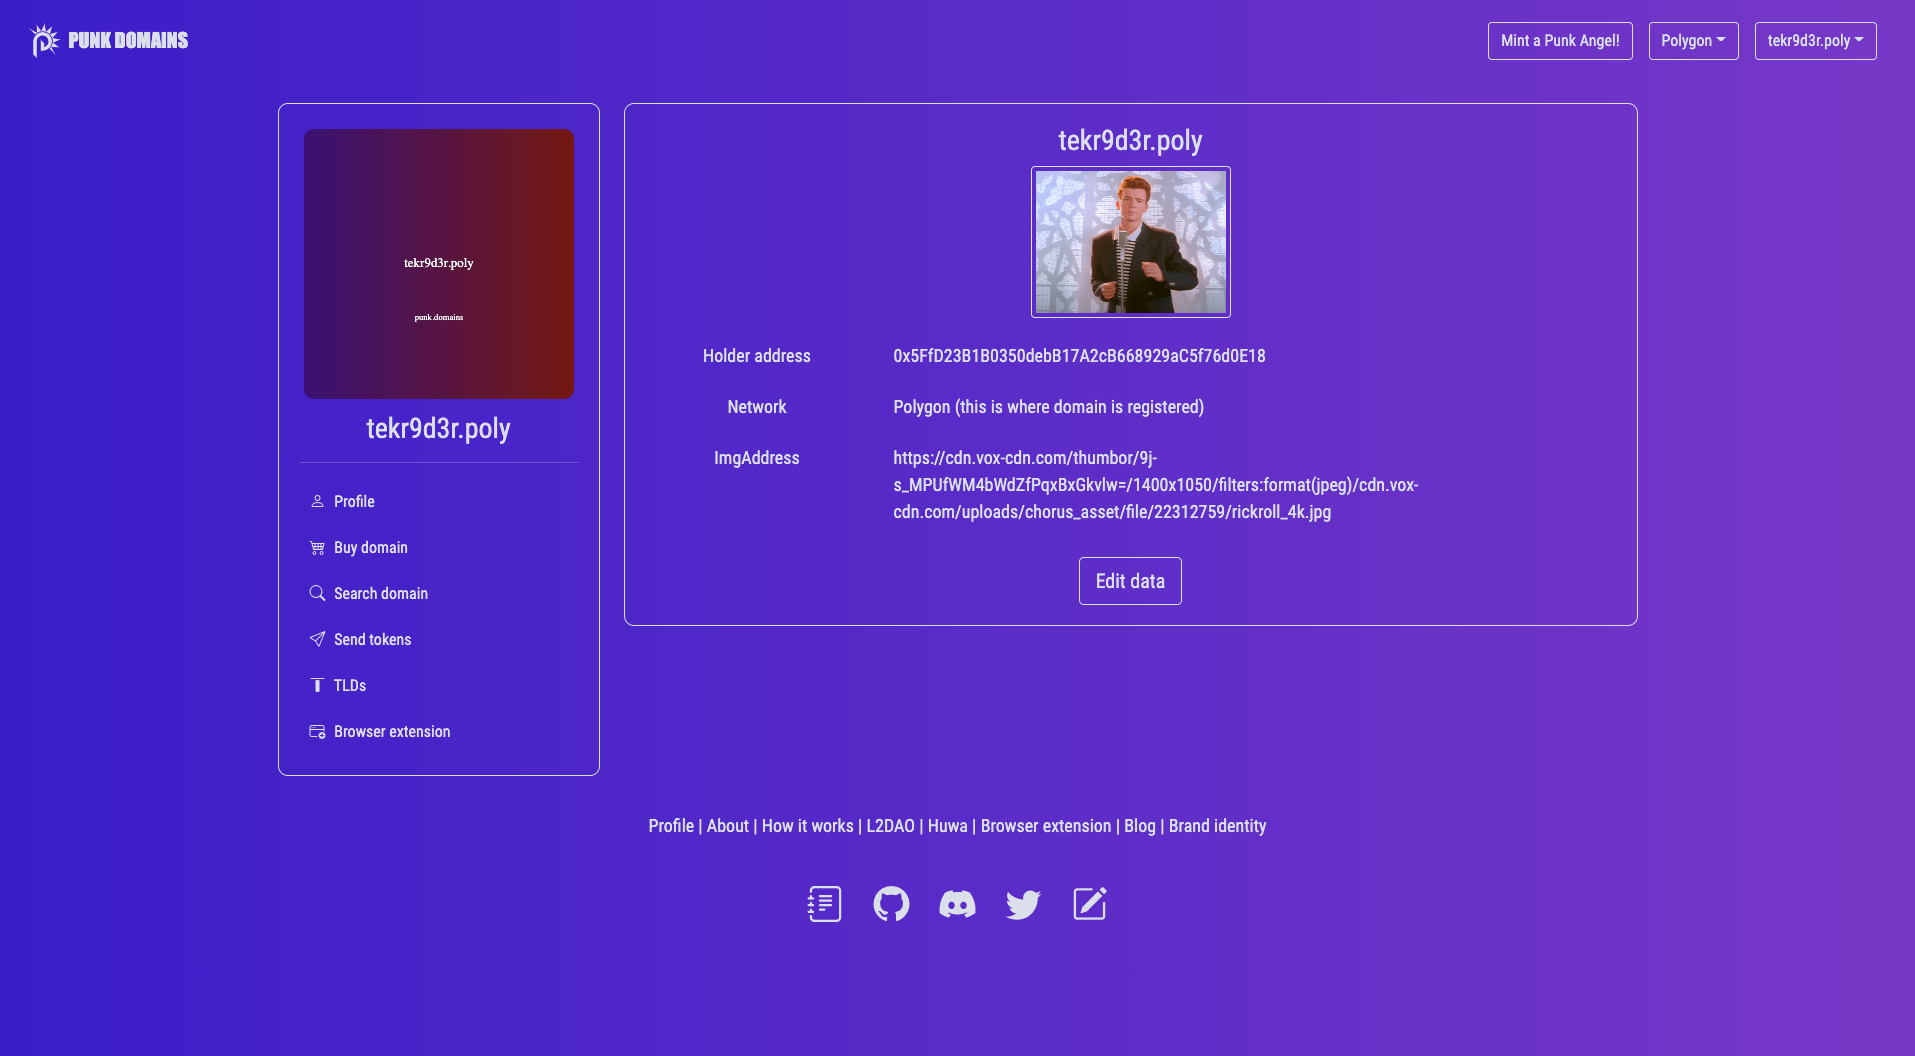 PUNK DOMAINS
Mint a Punk Angel!
Polygon
tekr9d3r.poly
tekr9d3r.poly
punk.domains
tekr9d3r.poly
Profile
Buy domain
Search domain
Send tokens
TLDs
Browser extension
tekr9d3r.poly
Holder address
0x5FfD23B1B0350debB17A2cB668929aC5f76d0E18
Network
Polygon (this is where domain is registered)
ImgAddress
https://cdn.vox-cdn.com/thumbor/9j-
s_MPUfWM4bWdZfPqxBxGkvlw=/1400x1050/filters:format(jpeg)/cdn.vox-
cdn.com/uploads/chorus_asset/file/22312759/rickroll_4k.jpg
Edit data
Profile | About | How it works | L2DAO | Huwa | Browser extension | Blog | Brand identity